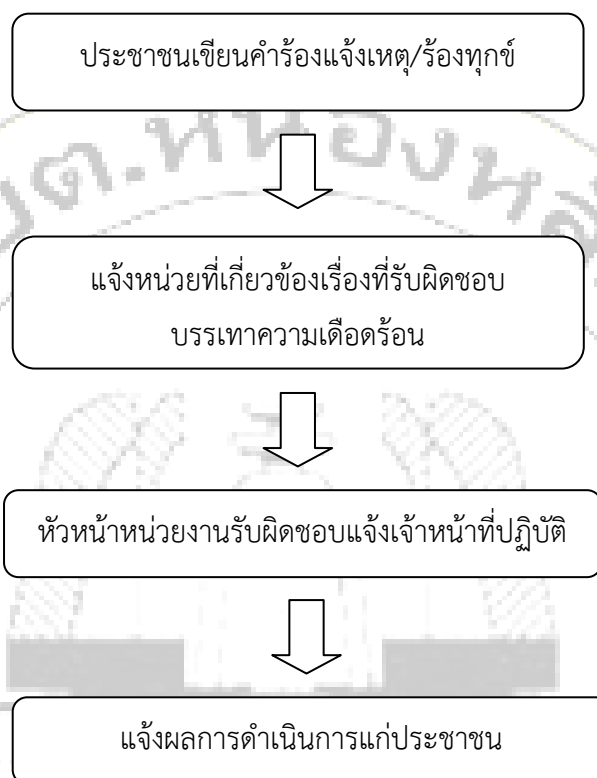 ประชาชนเขียนคำร้องแจ้งเหตุ/ร้องทุกข์
แจ้งหน่วยที่เกี่ยวข้องเรื่องที่รับผิดชอบ
บรรเทาความเดือดร้อน
หัวหน้าหน่วยงานรับผิดชอบแจ้งเจ้าหน้าที่ปฏิบัติ
แจ้งผลการดำเนินการแก่ประชาชน